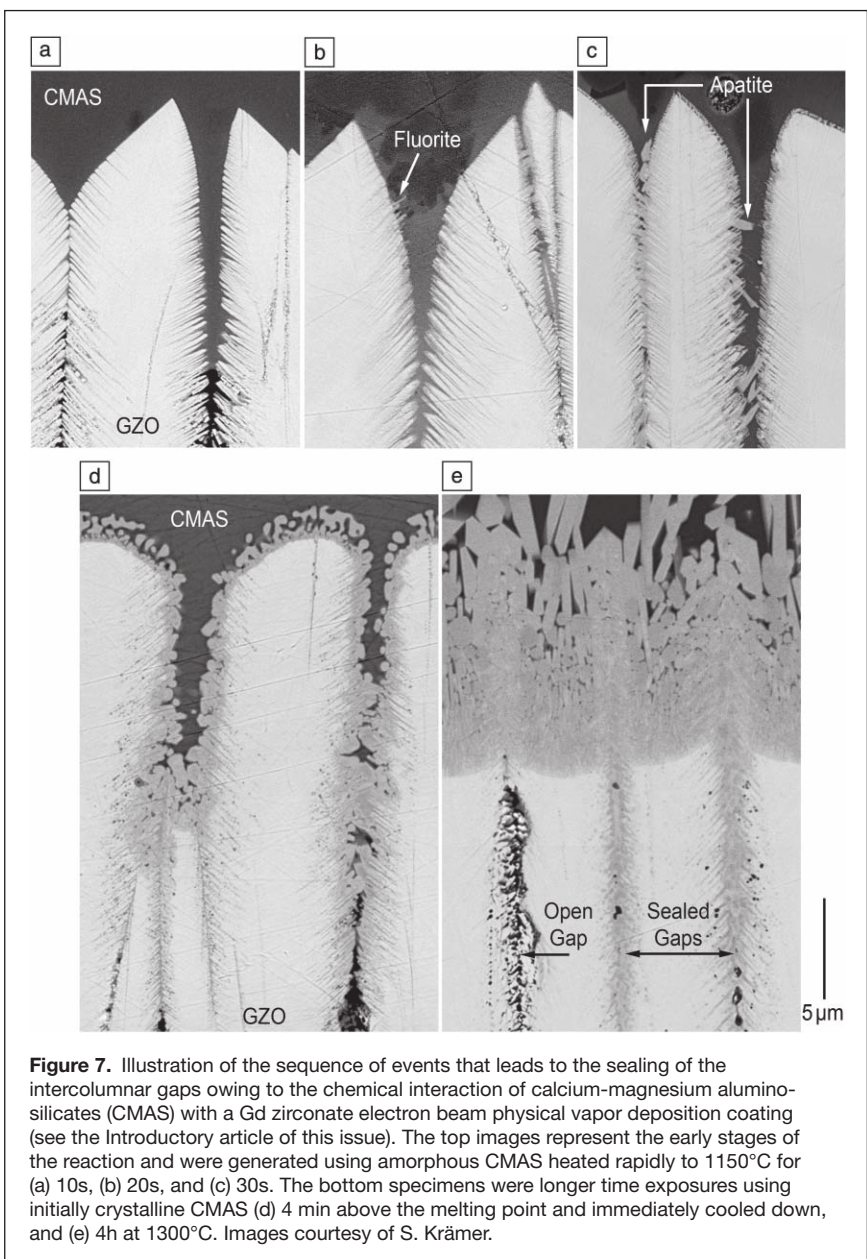 a
b
c
CMAS
Fluorite
Apatite
GZO
d
e
CMAS
Open
Gap
Sealed
Gaps
GZO
5 µm
Figure 7. Illustration of the sequence of events that leads to the sealing of the
intercolumnar gaps owing to the chemical interaction of calcium-magnesium alumino-
silicates (CMAS) with a Gd zirconate electron beam physical vapor deposition coating
(see the Introductory article of this issue). The top images represent the early stages of
the reaction and were generated using amorphous CMAS heated rapidly to 1150°C for
(a) 10s, (b) 20s, and (c) 30s. The bottom specimens were longer time exposures using
initially crystalline CMAS (d) 4 min above the melting point and immediately cooled down,
and (e) 4h at 1300°C. Images courtesy of S. Krämer.